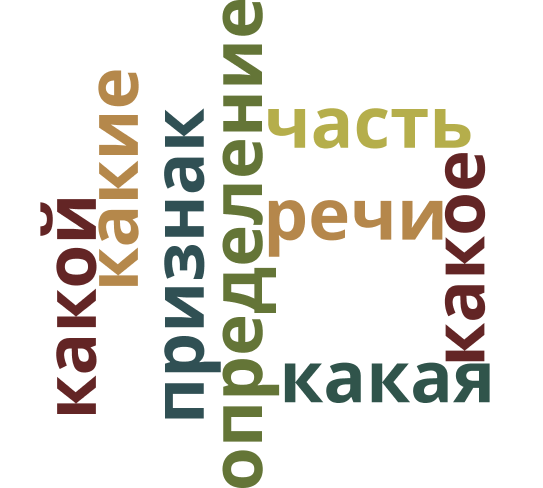 какой
какие
признак
определение
часть
речи
какое
какая